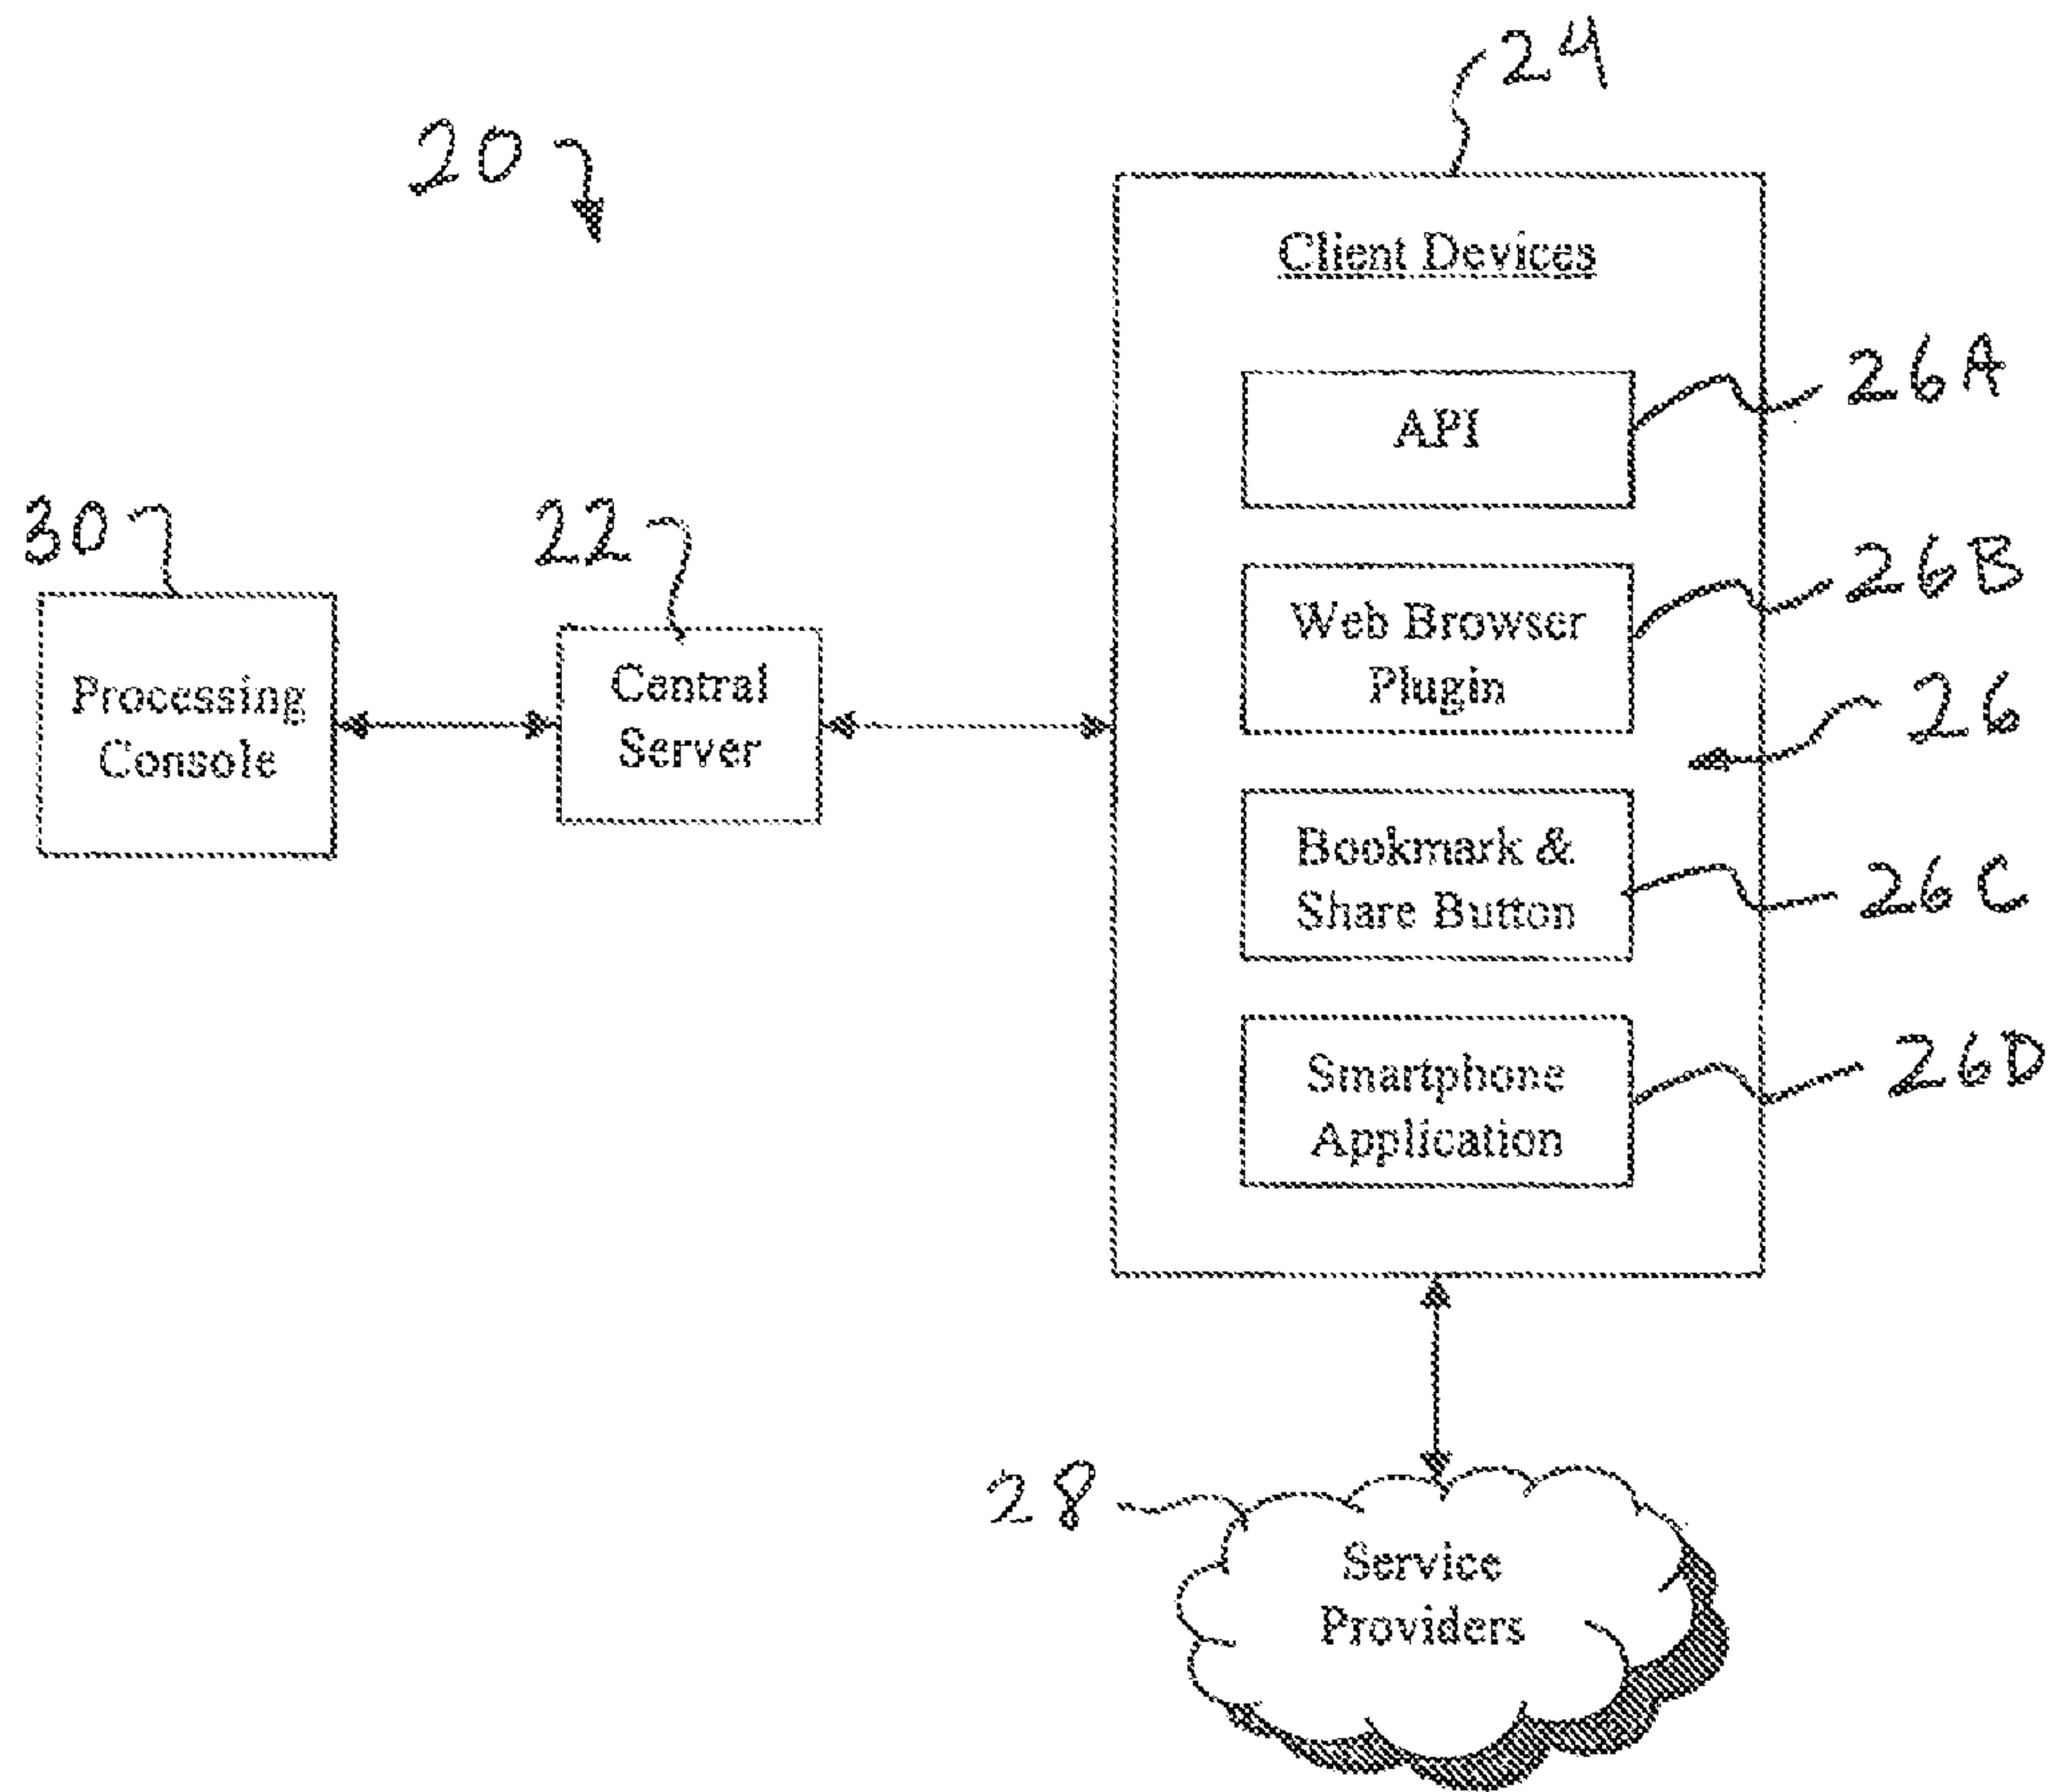 24
20
Client Devices
API
26A
30
22
Web Browser
Plugin
26B
Processing
Console
Central
Server
26
Bookmark &
Share Button
26C
Smartphone
Application
26D
28
Service
Providers